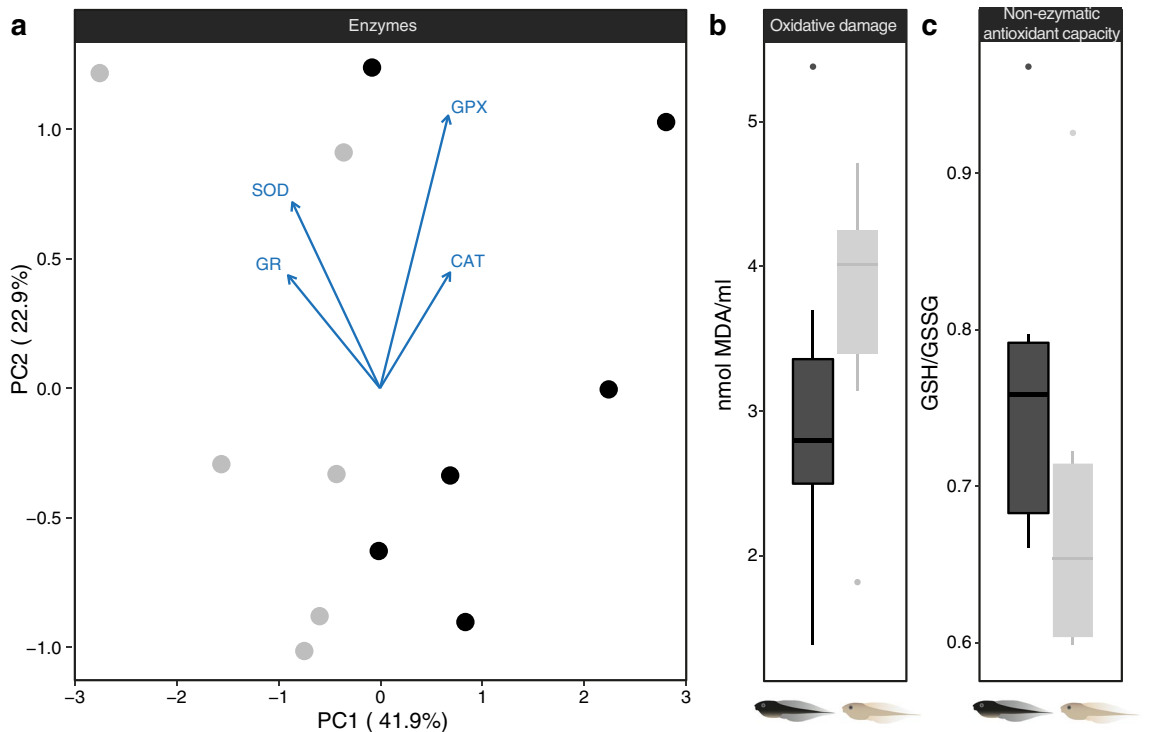 a
Enzymes
PC2 ( 22.9%)
1.0
0.5
0.0
−0.5
−1.0
GPX
SOD
GR
CAT
−3
−2
−1
0
1
2
3
PC1 ( 41.9%)
b
Oxidative damage
nmol MDA/ml
5
4
3
2
c
Non-ezymatic
antioxidant capacity
GSH/GSSG
0.9
0.8
0.7
0.6